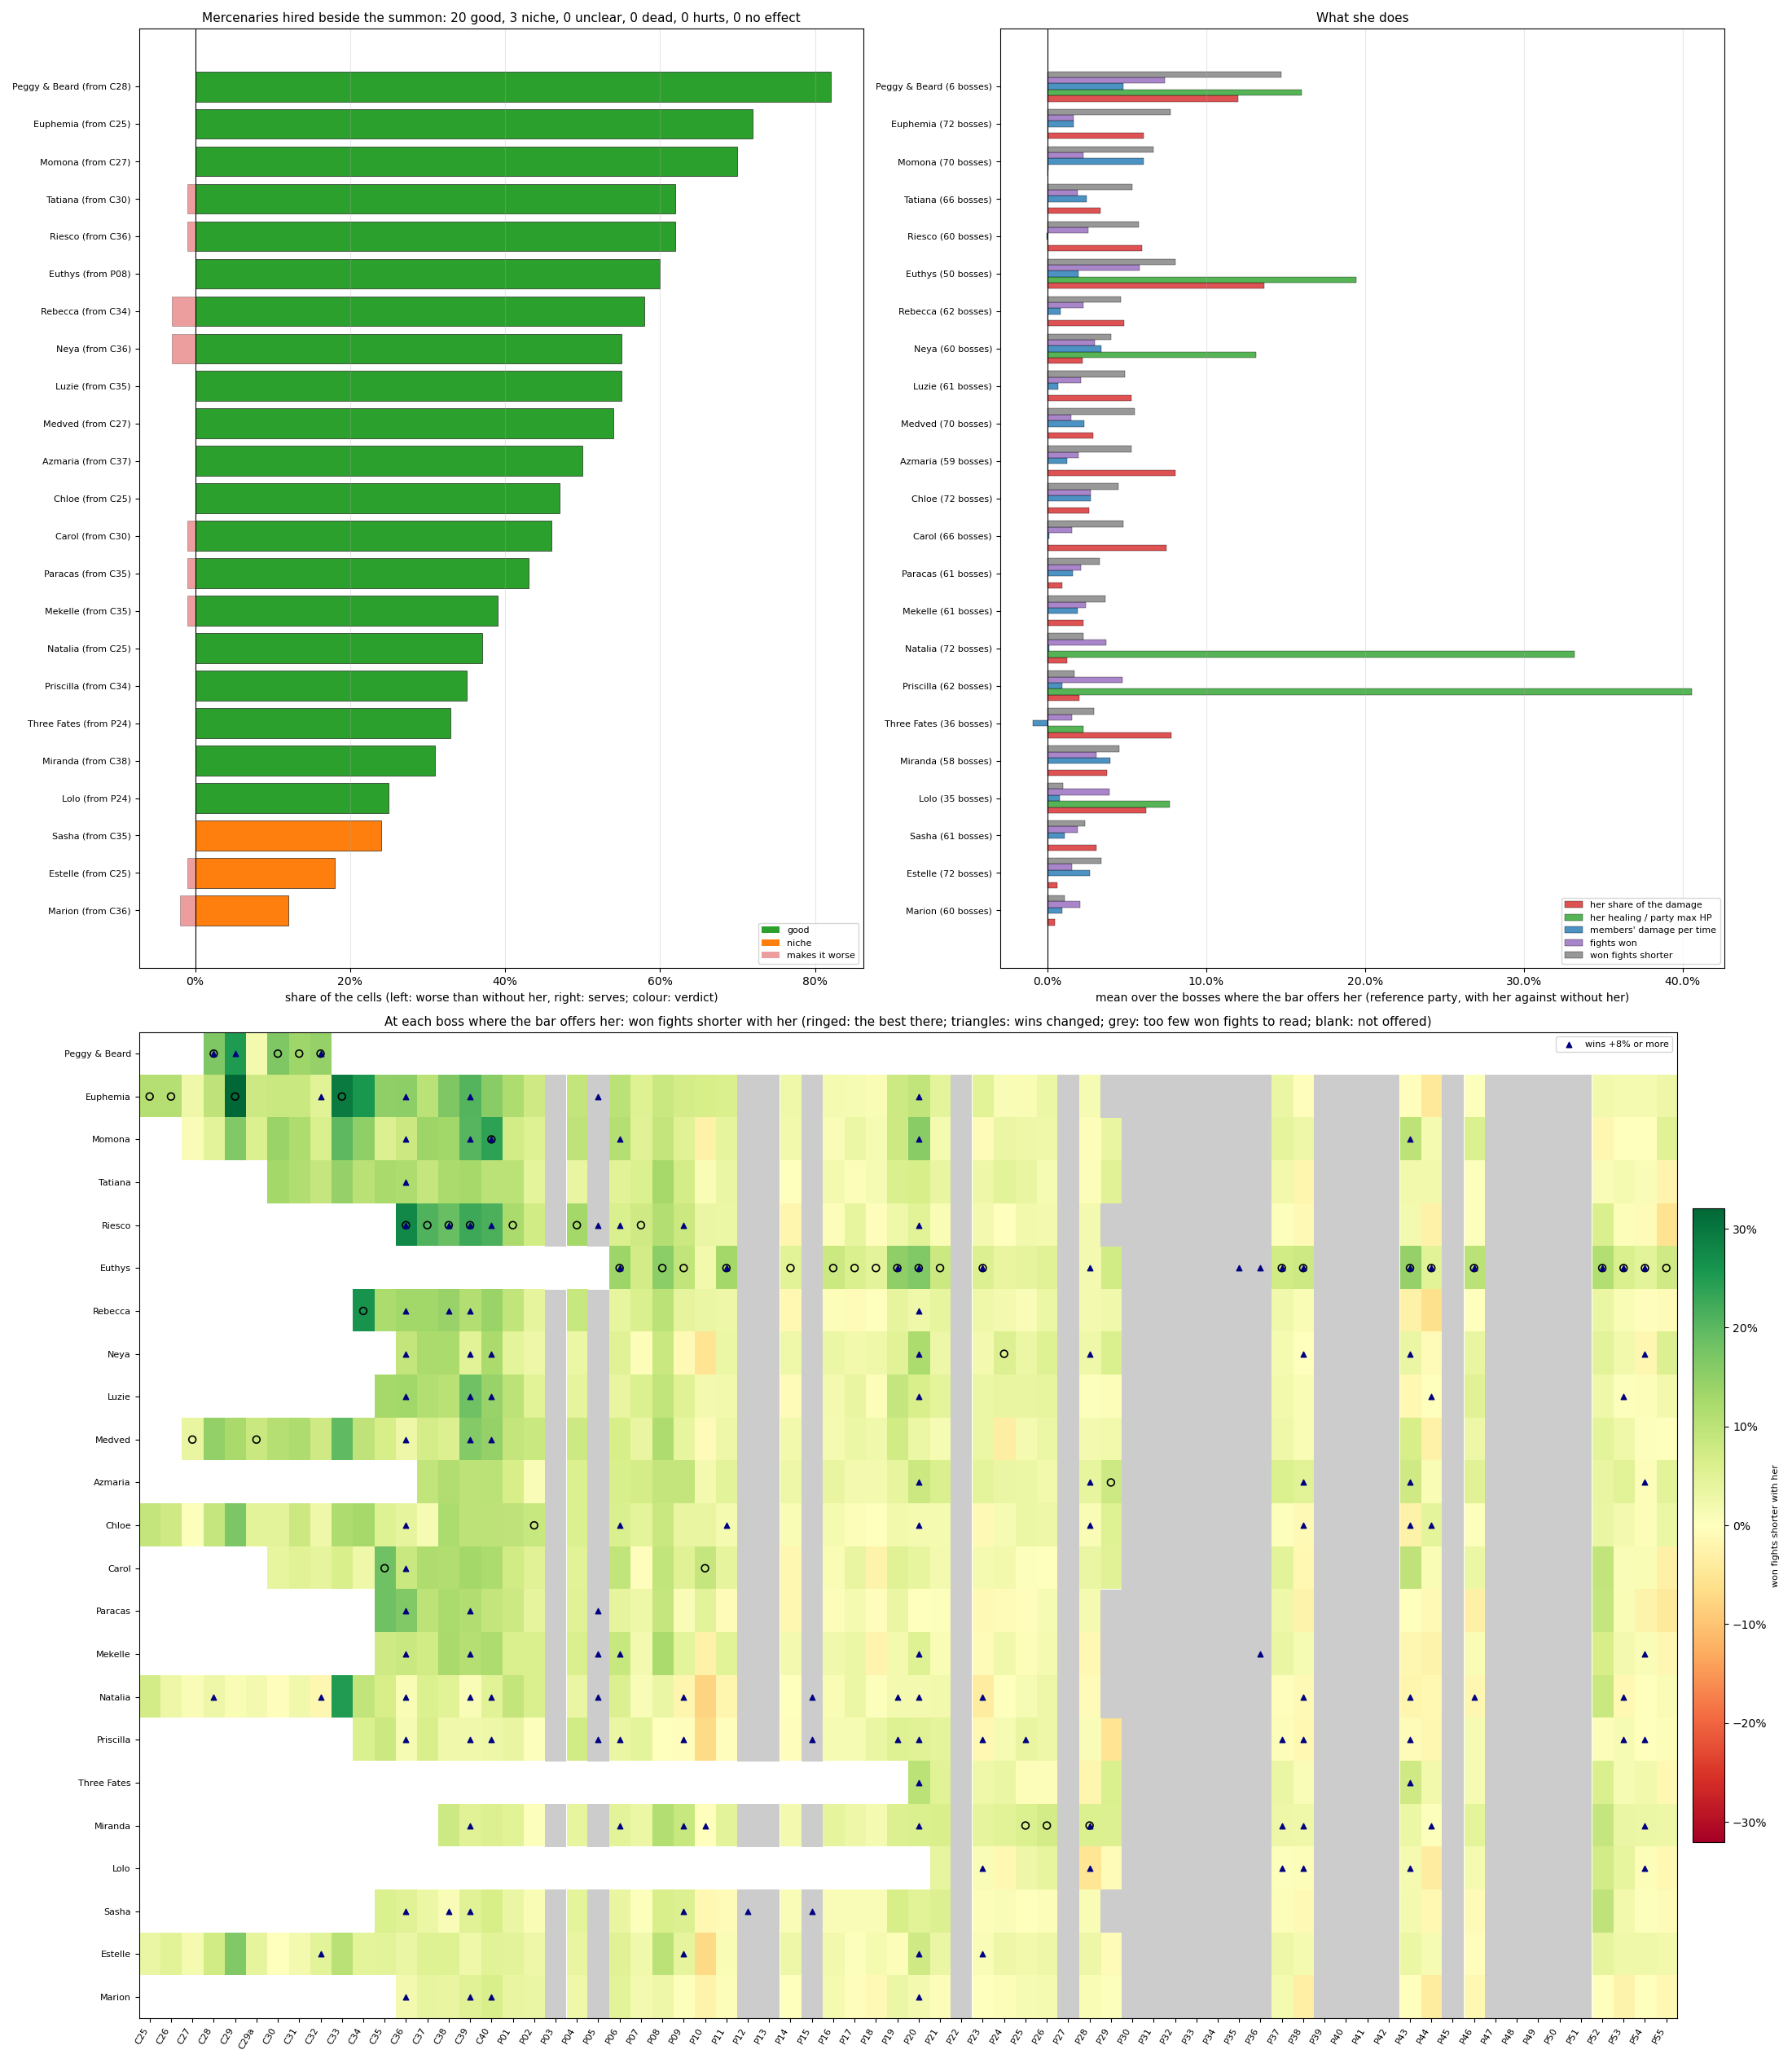 Mercenaries hired beside the summon: 20 good, 3 niche, 0 unclear, 0 dead, 0 hurts, 0 no effect
Peggy & Beard (from C28)
Euphemia (from C25)
Momona (from C27)
Tatiana (from C30)
Riesco (from C36)
Euthys (from P08)
Rebecca (from C34)
Neya (from C36)
Luzie (from C35)
Medved (from C27)
Azmaria (from C37)
Chloe (from C25)
Carol (from C30)
Paracas (from C35)
Mekelle (from C35)
Natalia (from C25)
Priscilla (from C34)
Three Fates (from P24)
Miranda (from C38)
Lolo (from P24)
Sasha (from C35)
Estelle (from C25)
Marion (from C36)
good
niche
makes it worse
0% 20% 40% 60% 80%
share of the cells (left: worse than without her, right: serves; colour: verdict)
What she does
Peggy & Beard (6 bosses)
Euphemia (72 bosses)
Momona (70 bosses)
Tatiana (66 bosses)
Riesco (60 bosses)
Euthys (50 bosses)
Rebecca (62 bosses)
Neya (60 bosses)
Luzie (61 bosses)
Medved (70 bosses)
Azmaria (59 bosses)
Chloe (72 bosses)
Carol (66 bosses)
Paracas (61 bosses)
Mekelle (61 bosses)
Natalia (72 bosses)
Priscilla (62 bosses)
Three Fates (36 bosses)
Miranda (58 bosses)
Lolo (35 bosses)
Sasha (61 bosses)
Estelle (72 bosses)
Marion (60 bosses)
her share of the damage
her healing / party max HP
members' damage per time
fights won
won fights shorter
0.0% 10.0% 20.0% 30.0% 40.0%
mean over the bosses where the bar offers her (reference party, with her against without her)
At each boss where the bar offers her: won fights shorter with her (ringed: the best there; triangles: wins changed; grey: too few won fights to read; blank: not offered)
wins +8% or more
Peggy & Beard
Euphemia
Momona
Tatiana
Riesco
Euthys
Rebecca
Neya
Luzie
Medved
Azmaria
Chloe
Carol
Paracas
Mekelle
Natalia
Priscilla
Three Fates
Miranda
Lolo
Sasha
Estelle
Marion
C25 C26 C27 C28 C29 C29a C30 C31 C32 C33 C34 C35 C36 C37 C38 C39 C40 P01 P02 P03 P04 P05 P06 P07 P08 P09 P10 P11 P12 P13 P14 P15 P16 P17 P18 P19 P20 P21 P22 P23 P24 P25 P26 P27 P28 P29 P30 P31 P32 P33 P34 P35 P36 P37 P38 P39 P40 P41 P42 P43 P44 P45 P46 P47 P48 P49 P50 P51 P52 P53 P54 P55
30%
20%
10%
0%
−10%
−20%
−30%
won fights shorter with her